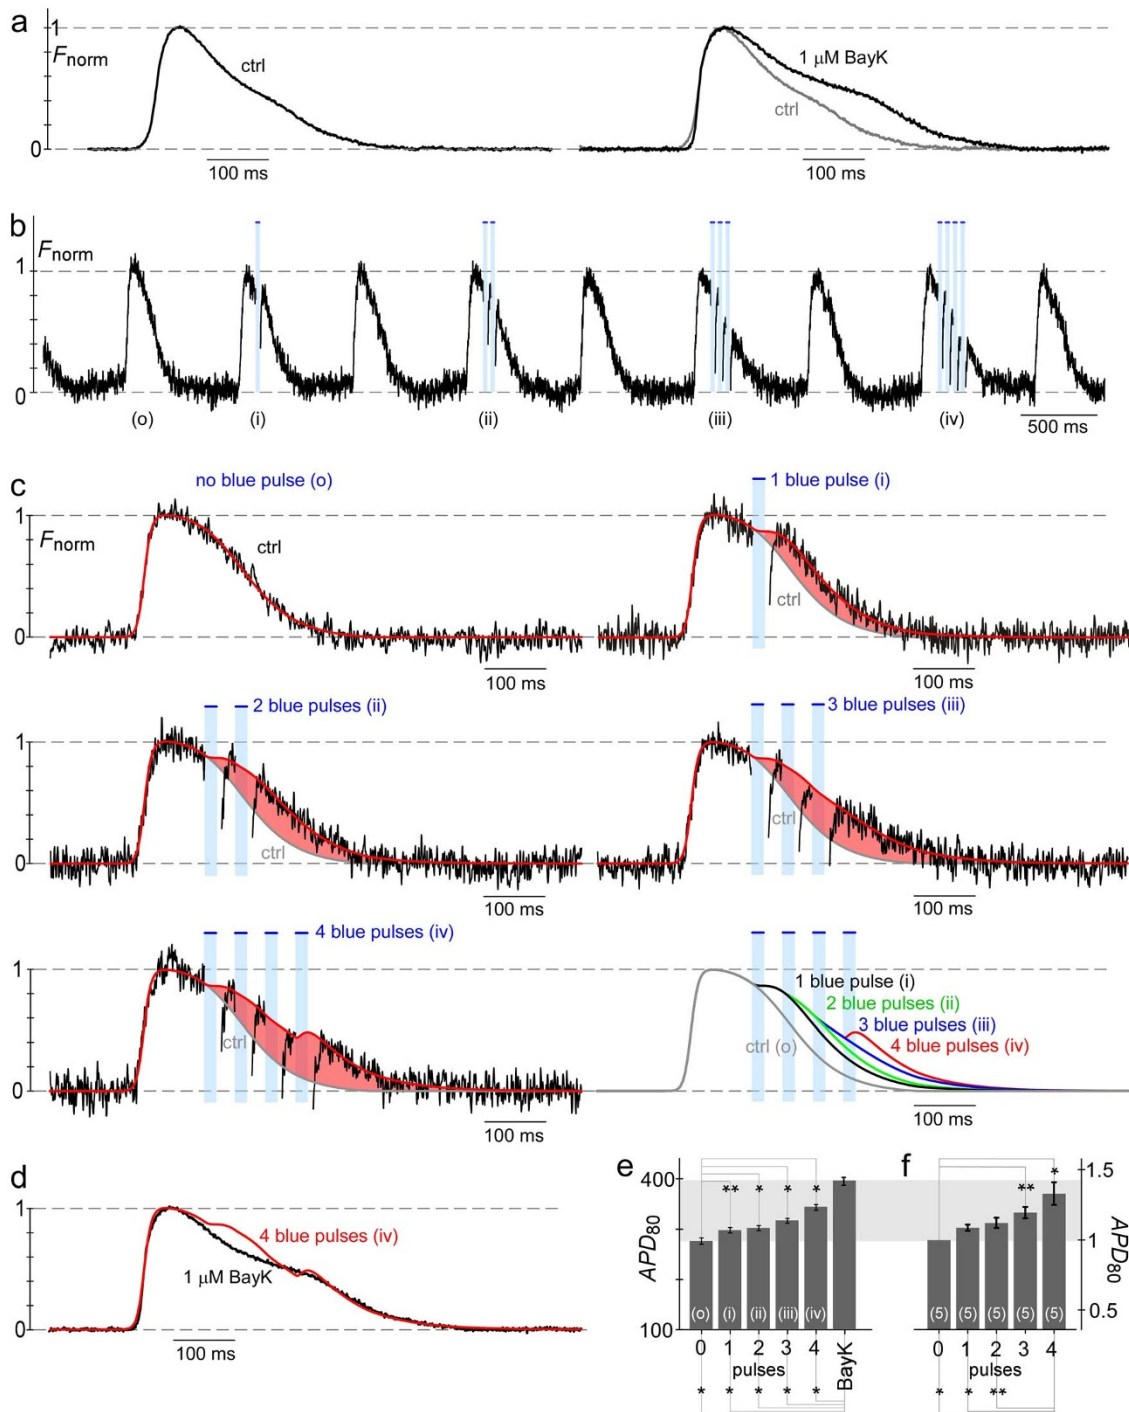 a
1
F norm
ctrl
1 μM BayK
ctrl
0
100 ms
100 ms
b
F norm
1
0
(o)
(i)
(ii)
(iii)
(iv)
500 ms
c
no blue pulse (o)
1 blue pulse (i)
1
F norm
ctrl
ctrl
0
100 ms
100 ms
2 blue pulses (ii)
3 blue pulses (iii)
1
ctrl
ctrl
0
100 ms
100 ms
4 blue pulses (iv)
1
1 blue pulse (i)
2 blue pulses (ii)
3 blue pulses (iii)
4 blue pulses (iv)
ctrl
ctrl (o)
0
100 ms
100 ms
d
1
4 blue pulses (iv)
1 μM BayK
0
100 ms
e
400
APD80
** * * *
(o) (i) (ii) (iii) (iv)
100
0 1 2 3 4 BayK
pulses
* * * * *
f
1.5
** *
1
APD80
0.5
(5) (5) (5) (5) (5)
0 1 2 3 4
pulses
* * **